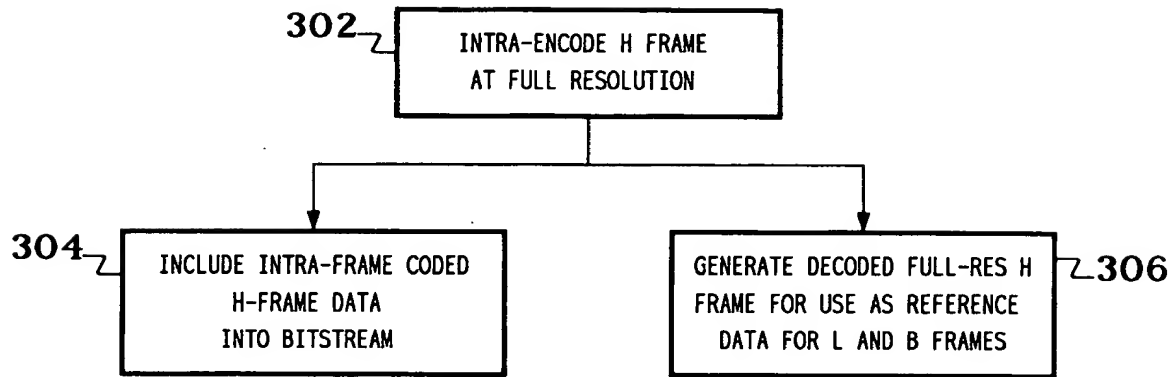 302
INTRA-ENCODE H FRAME
AT FULL RESOLUTION
304
INCLUDE INTRA-FRAME CODED
H-FRAME DATA
INTO BITSTREAM
GENERATE DECODED FULL-RES H
FRAME FOR USE AS REFERENCE
DATA FOR L AND B FRAMES
306